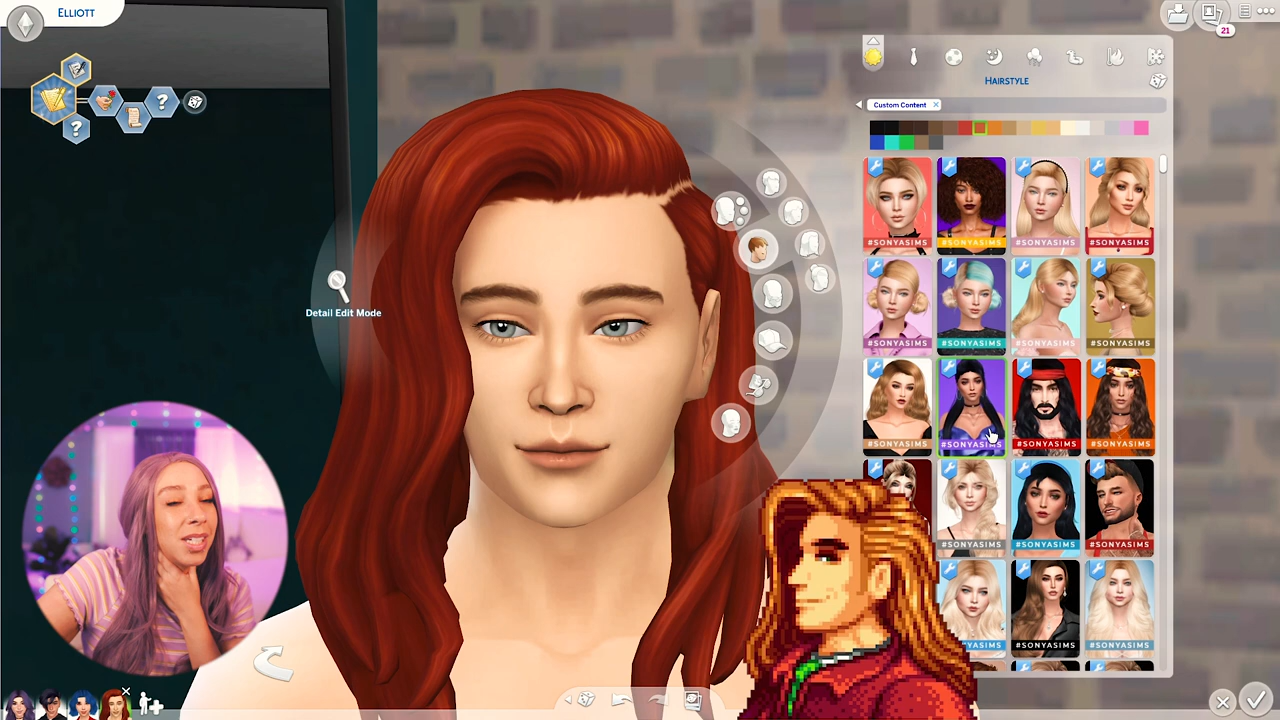 ELLIOTT
21
HAIRSTYLE
Custom Content
#SONYASIMS #SONYASIMS #SONYASIMS #SONYASIMS
#SONYASIMS #SONYASIMS #SONYASIMS #SONYASIMS
Detail Edit Mode
#SONYASIMS #SONYASIMS #SONYASIMS #SONYASIMS
#SONYASIMS #SONYASIMS #SONYASIMS
YASIMS #SONYASIMS #SONYASIMS